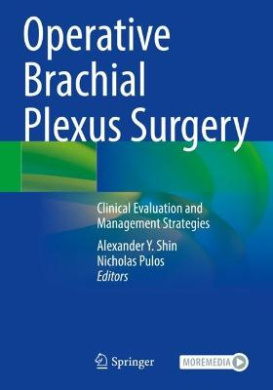 Operative
Brachial
Plexus Surgery
Clinical Evaluation and
Management Strategies
Alexander Y. Shin
Nicholas Pulos
Editors
Springer
MOREMEDIA